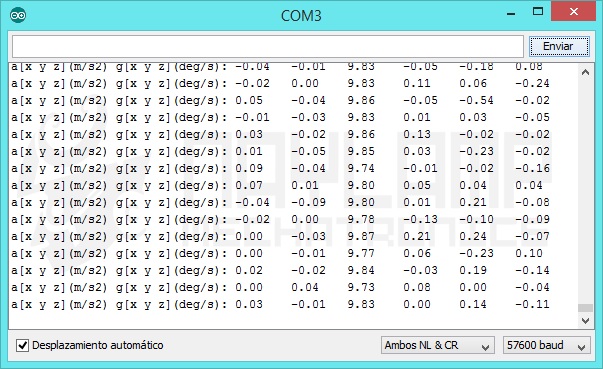 COM3
Enviar
a[x y z](m/s2) g[x y z](deg/s): -0.04 -0.01 9.83 -0.05 -0.18 0.08
a[x y z](m/s2) g[x y z](deg/s): -0.02 0.00 9.83 0.11 0.06 -0.24
a[x y z](m/s2) g[x y z](deg/s): 0.05 -0.04 9.86 -0.05 -0.54 -0.02
a[x y z](m/s2) g[x y z](deg/s): -0.01 -0.03 9.83 0.01 0.03 -0.05
a[x y z](m/s2) g[x y z](deg/s): 0.03 -0.02 9.86 0.13 -0.02 -0.02
a[x y z](m/s2) g[x y z](deg/s): 0.01 -0.05 9.85 0.03 -0.23 -0.02
a[x y z](m/s2) g[x y z](deg/s): 0.09 -0.04 9.74 -0.01 -0.02 -0.16
a[x y z](m/s2) g[x y z](deg/s): 0.07 0.01 9.80 0.05 0.04 0.04
a[x y z](m/s2) g[x y z](deg/s): -0.04 -0.09 9.80 0.01 0.21 -0.08
a[x y z](m/s2) g[x y z](deg/s): -0.02 0.00 9.78 -0.13 -0.10 -0.09
a[x y z](m/s2) g[x y z](deg/s): 0.00 -0.03 9.87 0.21 0.24 -0.07
a[x y z](m/s2) g[x y z](deg/s): 0.00 -0.01 9.77 0.06 -0.23 0.10
a[x y z](m/s2) g[x y z](deg/s): 0.02 -0.02 9.84 -0.03 0.19 -0.14
a[x y z](m/s2) g[x y z](deg/s): 0.00 0.04 9.73 0.08 0.00 -0.04
a[x y z](m/s2) g[x y z](deg/s): 0.03 -0.01 9.83 0.00 0.14 -0.11
NAYLAMP
MECHATRONICS
Desplazamiento automático
Ambos NL & CR
57600 baud